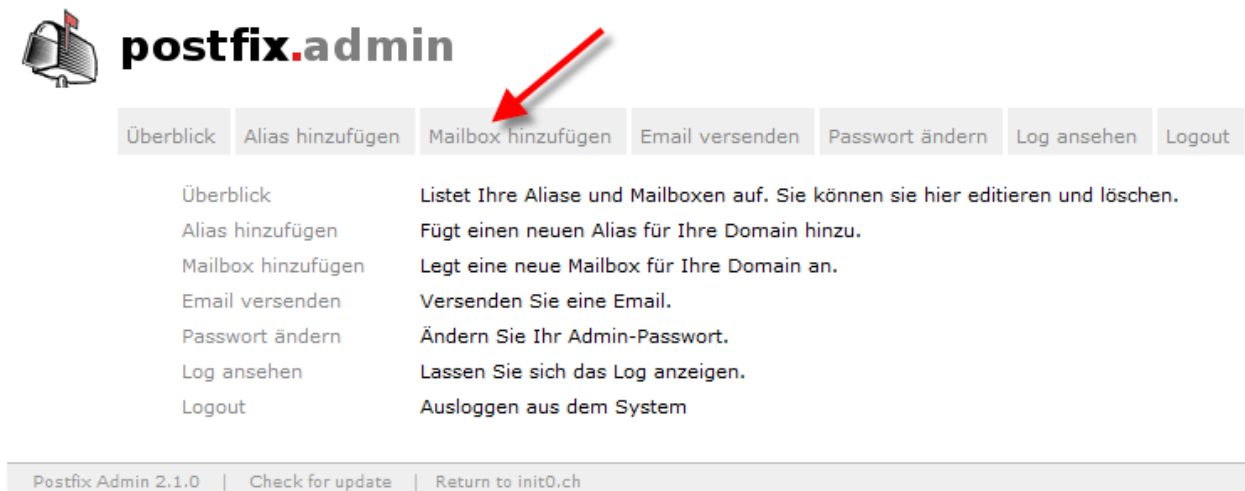 postfix.admin
Überblick Alias hinzufügen Mailbox hinzufügen Email versenden Passwort ändern Log ansehen Logout
Überblick Listet Ihre Aliase und Mailboxen auf. Sie können sie hier editieren und löschen.
Alias hinzufügen Fügt einen neuen Alias für Ihre Domain hinzu.
Mailbox hinzufügen Legt eine neue Mailbox für Ihre Domain an.
Email versenden Versenden Sie eine Email.
Passwort ändern Ändern Sie Ihr Admin-Passwort.
Log ansehen Lassen Sie sich das Log anzeigen.
Logout Ausloggen aus dem System
Postfix Admin 2.1.0 | Check for update | Return to init0.ch